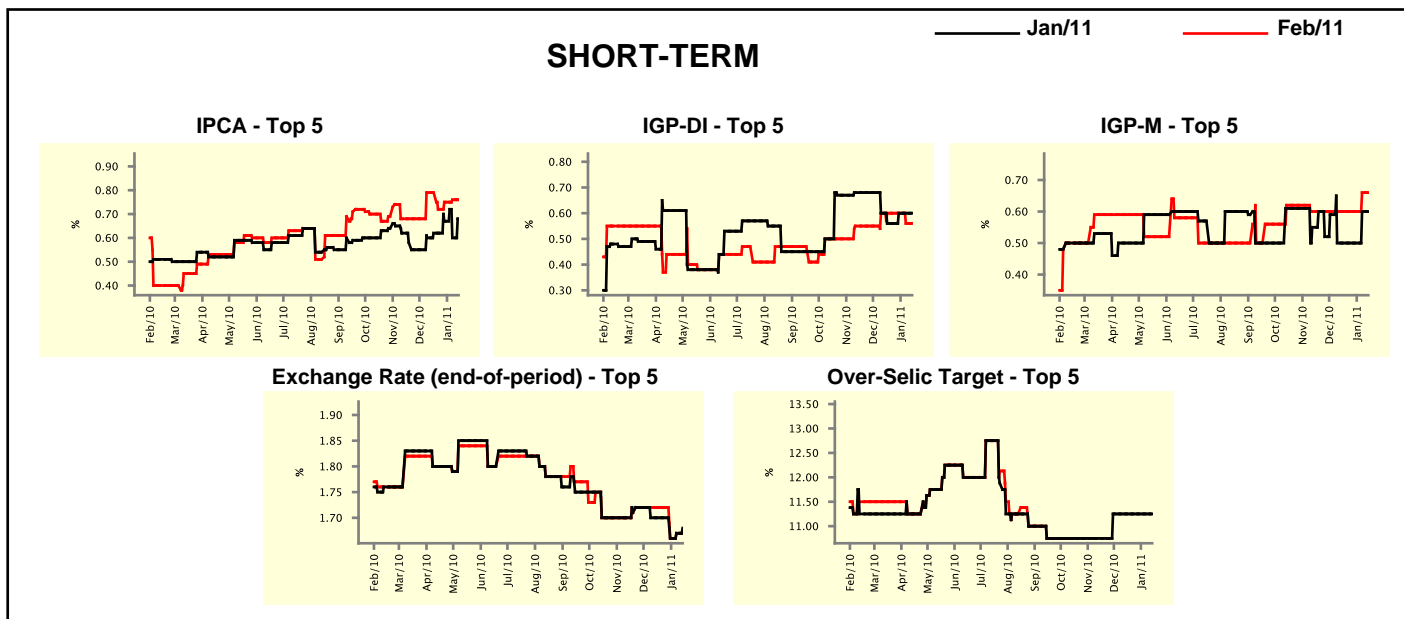 Jan/11 Feb/11
SHORT-TERM
IPCA - Top 5
%
0.90
0.80
0.70
0.60
0.50
0.40
Feb/10 Mar/10 Apr/10 May/10 Jun/10 Jul/10 Aug/10 Sep/10 Oct/10 Nov/10 Dec/10 Jan/11
IGP-DI - Top 5
%
0.80
0.70
0.60
0.50
0.40
0.30
Feb/10 Mar/10 Apr/10 May/10 Jun/10 Jul/10 Aug/10 Sep/10 Oct/10 Nov/10 Dec/10 Jan/11
IGP-M - Top 5
%
0.70
0.60
0.50
0.40
Feb/10 Mar/10 Apr/10 May/10 Jun/10 Jul/10 Aug/10 Sep/10 Oct/10 Nov/10 Dec/10 Jan/11
Exchange Rate (end-of-period) - Top 5
%
1.90
1.85
1.80
1.75
1.70
Feb/10 Mar/10 Apr/10 May/10 Jun/10 Jul/10 Aug/10 Sep/10 Oct/10 Nov/10 Dec/10 Jan/11
Over-Selic Target - Top 5
%
13.50
13.00
12.50
12.00
11.50
11.00
Feb/10 Mar/10 Apr/10 May/10 Jun/10 Jul/10 Aug/10 Sep/10 Oct/10 Nov/10 Dec/10 Jan/11